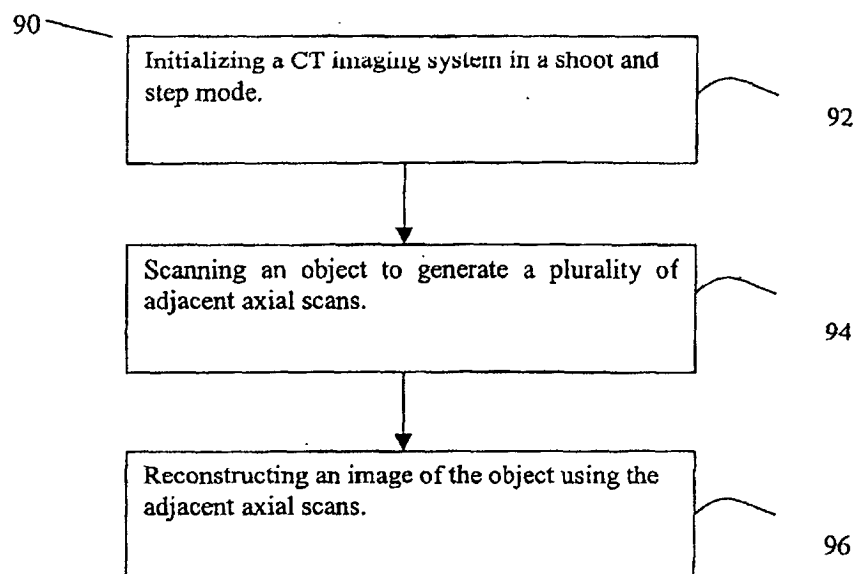 90
Initializing a CT imaging system in a shoot and
step mode.
92
Scanning an object to generate a plurality of
adjacent axial scans.
94
Reconstructing an image of the object using the
adjacent axial scans.
96